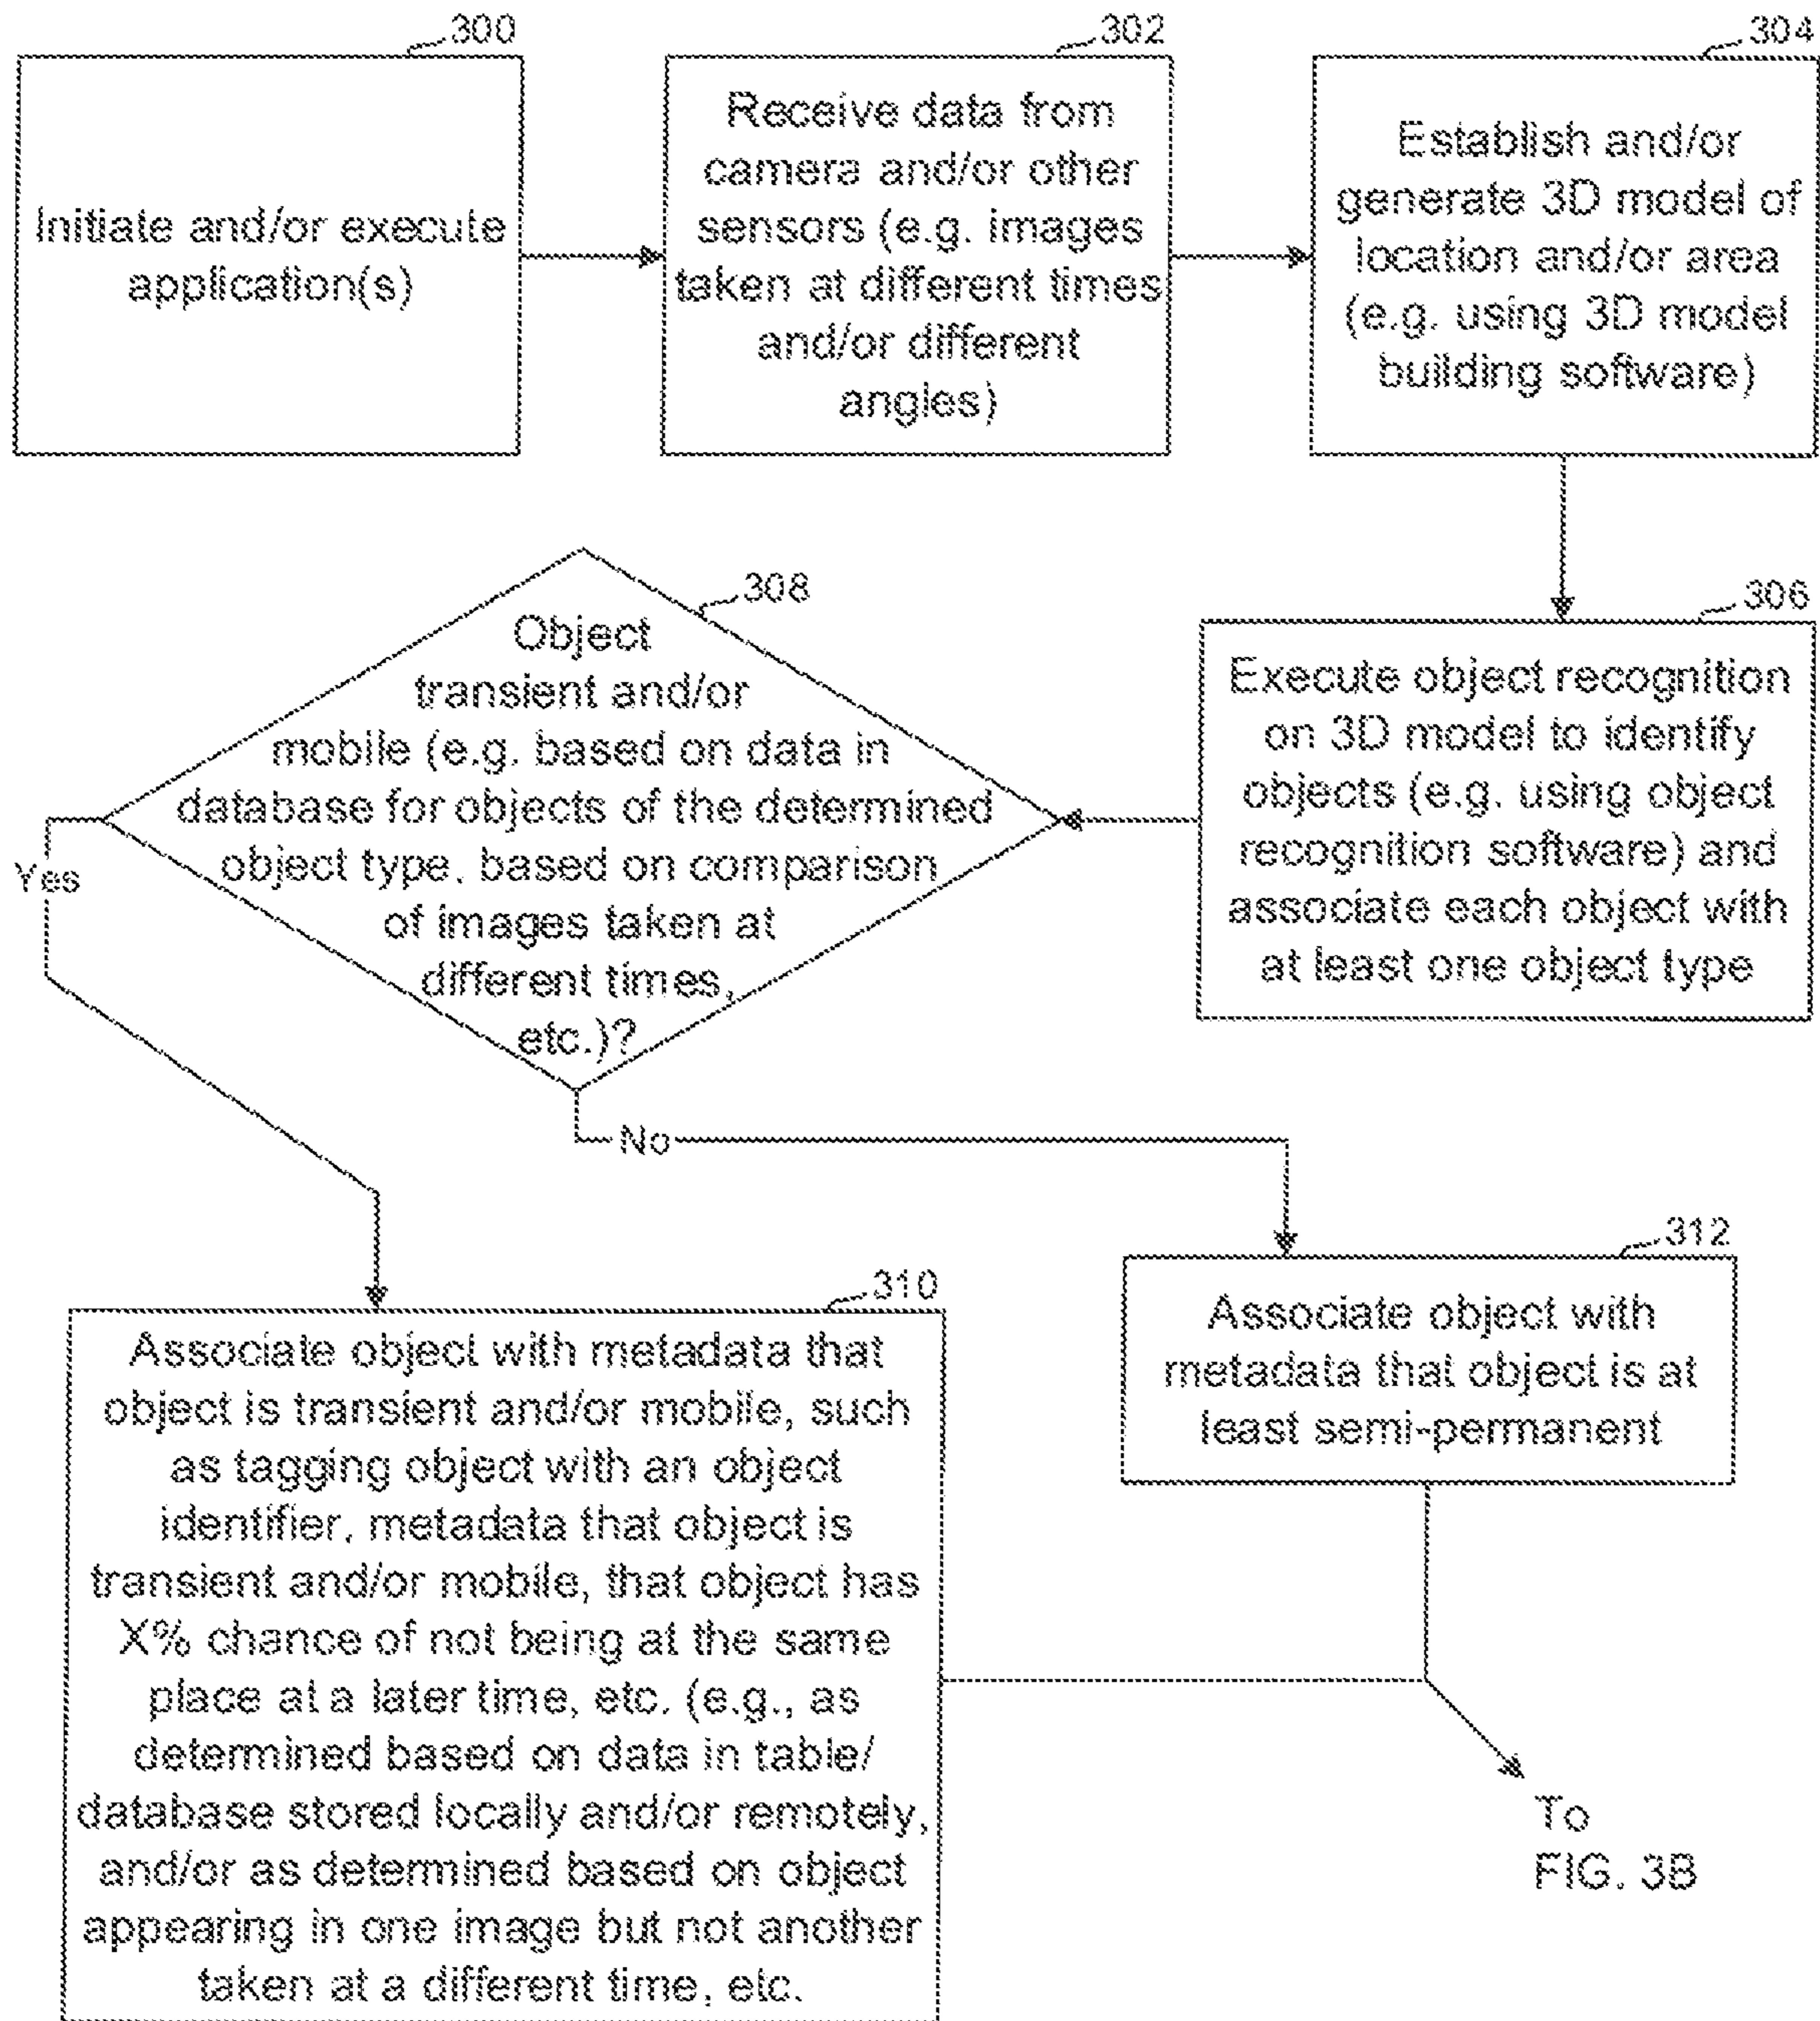 300
Initiate and/or execute
application(s)
302
Receive data from
camera and/or other
sensors (e.g. images
taken at different times
and/or different
angles)
304
Establish and/or
generate 3D model of
location and/or area
(e.g. using 3D model
building software)
306
Execute object recognition
on 3D model to identify
objects (e.g. using object
recognition software) and
associate each object with
at least one object type
308
Object
transient and/or
mobile (e.g. based on data in
database for objects of the determined
object type, based on comparison
of images taken at
different times,
etc.)?
Yes
No
310
Associate object with metadata that
object is transient and/or mobile, such
as tagging object with an object
identifier, metadata that object is
transient and/or mobile, that object has
X% chance of not being at the same
place at a later time, etc. (e.g., as
determined based on data in table/
database stored locally and/or remotely,
and/or as determined based on object
appearing in one image but not another
taken at a different time, etc.
312
Associate object with
metadata that object is at
least semi-permanent
To
FIG. 3B